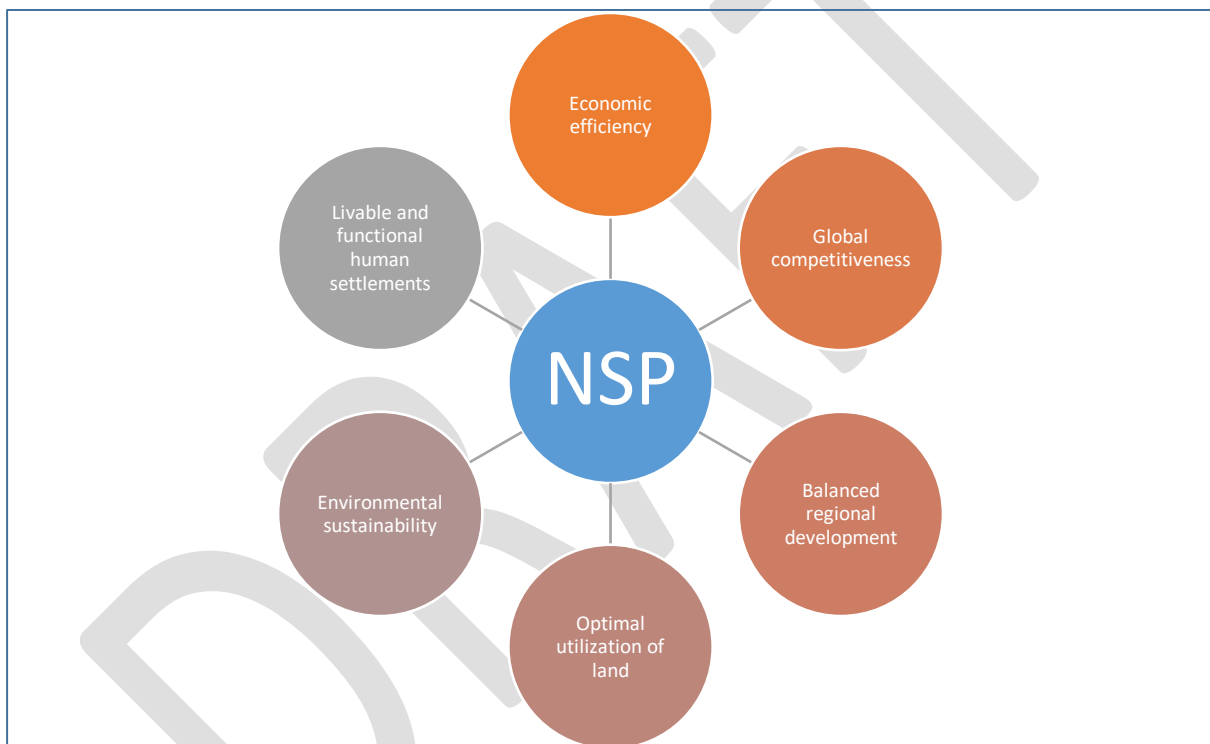 Economic
efficiency
Global
competitiveness
Balanced
regional
development
Optimal
utilization of
land
Environmental
sustainability
Livable and
functional
human
settlements
NSP
DRAFT